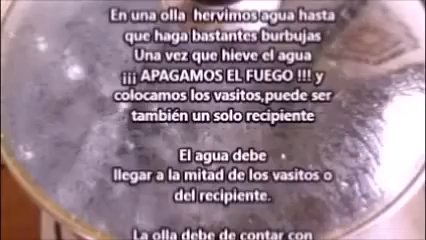 En una olla hervimos agua hasta
que haga bastantes burbujas
Una vez que hieve el agua
¡¡¡ APAGAMOS EL FUEGO !!! y
colocamos los vasitos,puede ser
también un solo recipiente
El agua debe
llegar a la mitad de los vasitos o
del recipiente.
La olla debe de contar con